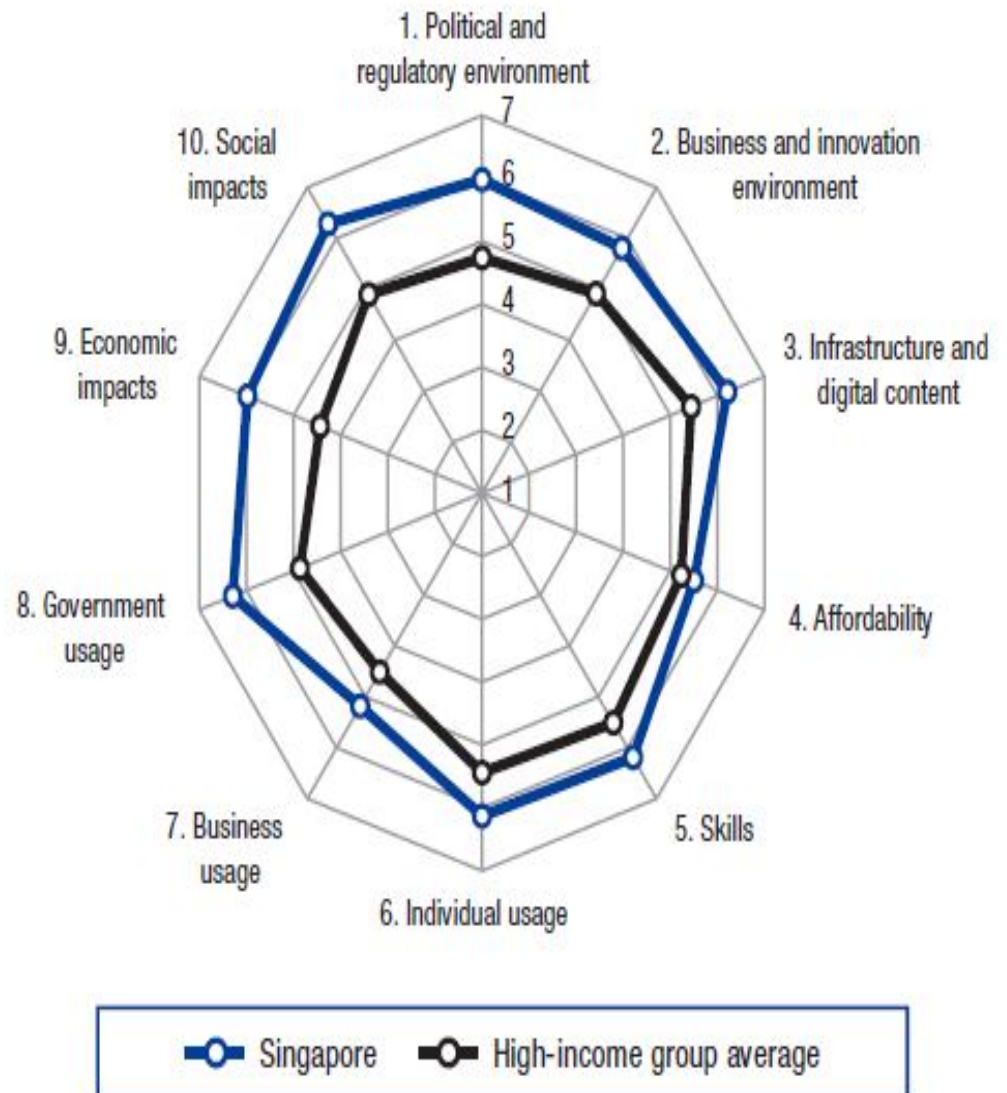 1. Political and
regulatory environment
7
10. Social
impacts
2. Business and innovation
environment
6
5
4
3
2
1
9. Economic
impacts
3. Infrastructure and
digital content
8. Government
usage
4. Affordability
7. Business
usage
5. Skills
6. Individual usage
Singapore
High-income group average